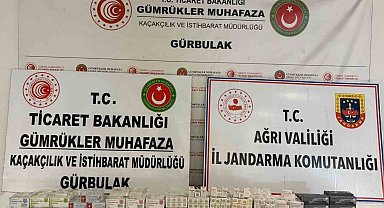 T.C. TİCARET BAKANLIĞI
GÜMRÜKLER MUHAFAZA
KAÇAKÇILIK VE İSTİHBARAT MÜDÜRLÜĞÜ
GÜRBULAK
T.C.
TİCARET BAKANLIĞI
GÜMRÜKLER MUHAFAZA
KAÇAKÇILIK VE İSTİHBARAT MÜDÜRLÜĞÜ
GÜRBULAK
T.C.
AĞRI VALİLİĞİ
İL JANDARMA KOMUTANLIĞI